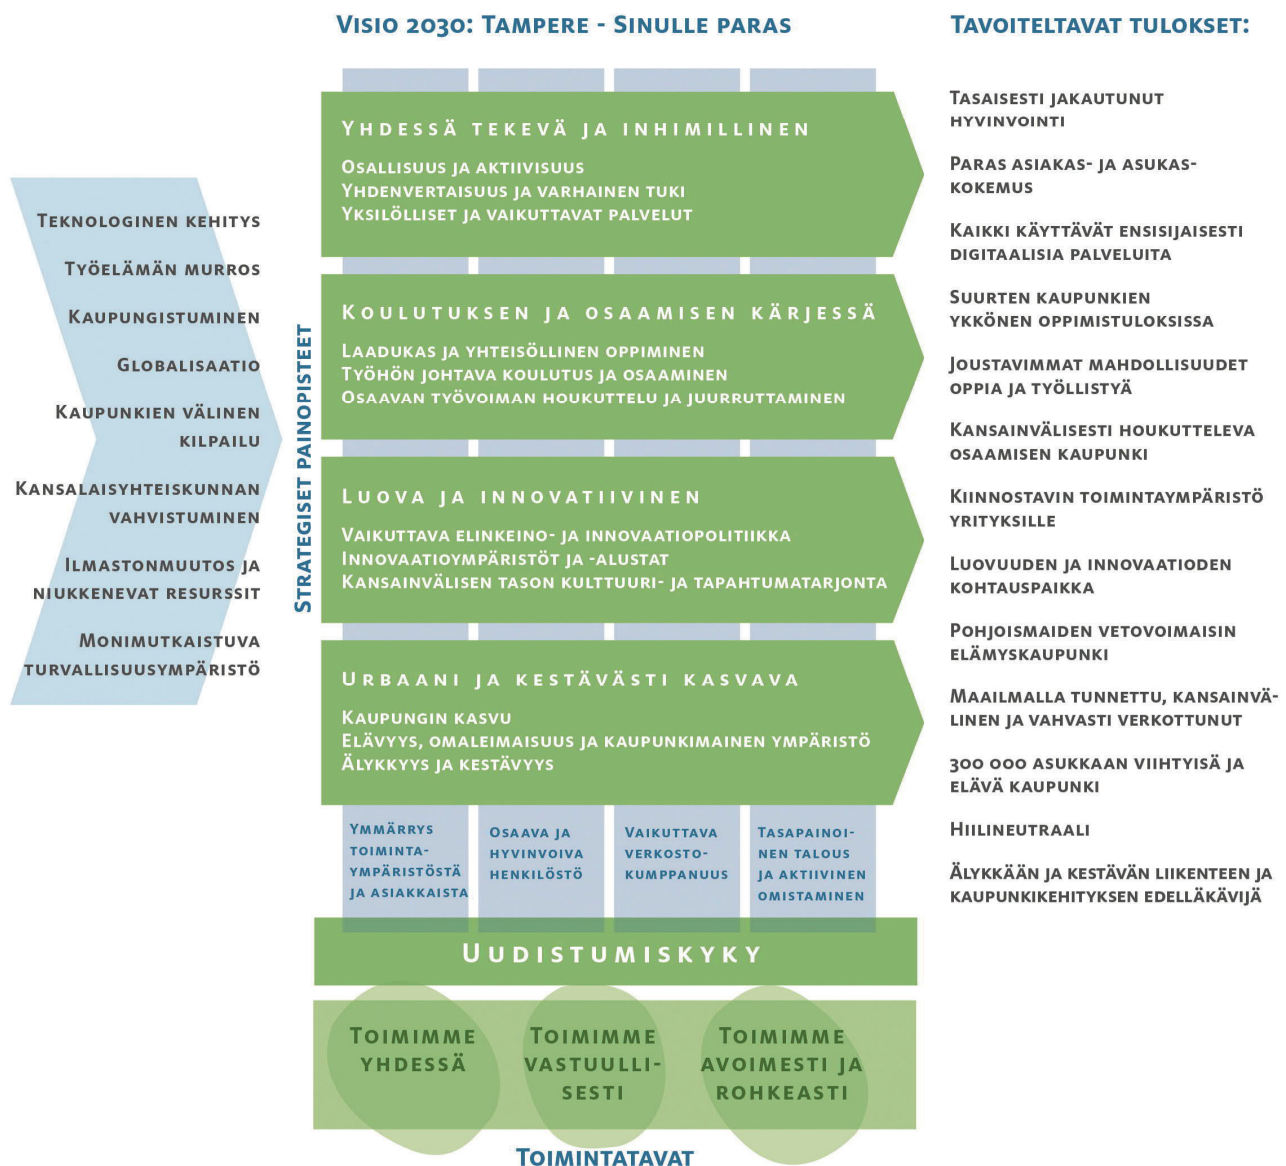 Visio 2030: Tampere - Sinulle paras
Teknologinen kehitys
Työelämän murros
Kaupungistuminen
Globalisaatio
Kaupunkien välinen
kilpailu
Kansalaisyhteiskunnan
vahvistuminen
Ilmastonmuutos ja
niukkenevat resurssit
Monimutkaistuva
turvallisuusympäristö
Strategiset painopisteet
Yhdessä tekevä ja inhimillinen
Osallisuus ja aktiivisuus
Yhdenvertaisuus ja varhainen tuki
Yksilölliset ja vaikuttavat palvelut
Koulutuksen ja osaamisen kärjessä
Laadukas ja yhteisöllinen oppiminen
Työhön johtava koulutus ja osaaminen
Osaavan työvoiman houkuttelu ja juurruttaminen
Luova ja innovatiivinen
Vaikuttava elinkeino- ja innovaatiopolitiikka
Innovaatioympäristöt ja -alustat
Kansainvälisen tason kulttuuri- ja tapahtumatarjonta
Urbaani ja kestävästi kasvava
Kaupungin kasvu
Elävyys, omaleimaisuus ja kaupunkimainen ympäristö
Älykkyys ja kestävyys
Ymmärrys
toiminta-
ympäristöstä
ja asiakkaista
Osaava ja
hyvinvoiva
henkilöstö
Vaikuttava
verkosto-
kumppanuus
Tasapainoi-
nen talous
ja aktiivinen
omistaminen
Uudistumiskyky
Toimimme
yhdessä
Toimimme
vastuulli-
sesti
Toimimme
avoimesti ja
rohkeasti
Toimintatavat
Tavoiteltavat tulokset:
Tasaisesti jakautunut
hyvinvointi
Paras asiakas- ja asukas-
kokemus
Kaikki käyttävät ensisijaisesti
digitaalisia palveluita
Suurten kaupunkien
ykkönen oppimistuloksissa
Joustavimmat mahdollisuudet
oppia ja työllistyä
Kansainvälisesti houkutteleva
osaamisen kaupunki
Kiinnostavin toimintaympäristö
yrityksille
Luovuuden ja innovaatioden
kohtauspaikka
Pohjoismaiden vetovoimaisin
elämyskaupunki
Maailmalla tunnettu, kansainvä-
linen ja vahvasti verkottunut
300 000 asukkaan viihtyisä ja
elävä kaupunki
Hiilineutraali
Älykkään ja kestävän liikenteen ja
kaupunkikehityksen edelläkävijä